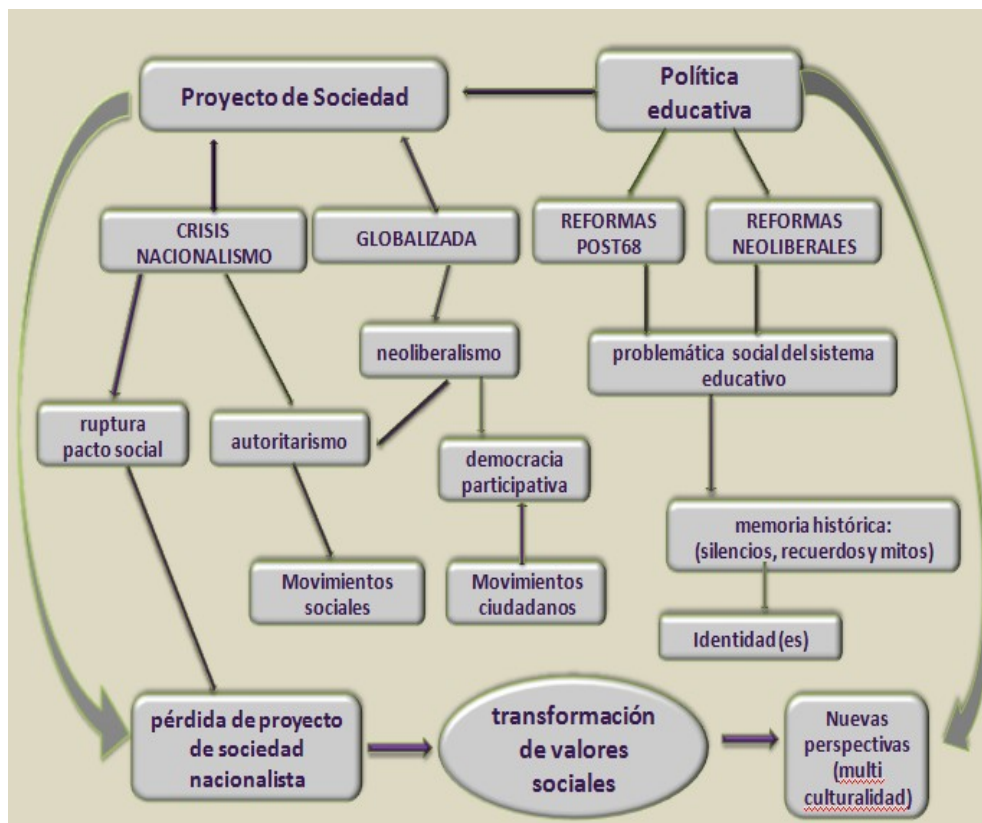 Proyecto de Sociedad
Política
educativa
CRISIS
NACIONALISMO
GLOBALIZADA
REFORMAS
POST68
REFORMAS
NEOLIBERALES
neoliberalismo
problemática social del sistema
educativo
ruptura
pacto social
autoritarismo
democracia
participativa
memoria histórica:
(silencios, recuerdos y mitos)
Movimientos
sociales
Movimientos
ciudadanos
Identidad (es)
pérdida de proyecto
de sociedad
nacionalista
transformación
de valores
sociales
Nuevas
perspectivas
(multi
culturalidad)